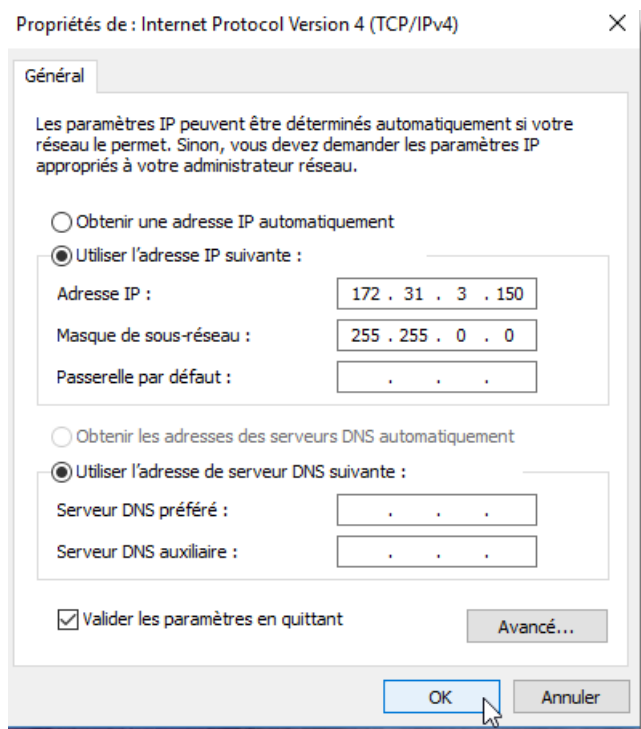 Propriétés de : Internet Protocol Version 4 (TCP/IPv4)
Général
Les paramètres IP peuvent être déterminés automatiquement si votre
réseau le permet. Sinon, vous devez demander les paramètres IP
appropriés à votre administrateur réseau.
Obtenir une adresse IP automatiquement
Utiliser l'adresse IP suivante :
Adresse IP : 172 . 31 . 3 . 150
Masque de sous-réseau : 255 . 255 . 0 . 0
Passerelle par défaut : . . .
Obtenir les adresses des serveurs DNS automatiquement
Utiliser l'adresse de serveur DNS suivante :
Serveur DNS préféré : . . .
Serveur DNS auxiliaire : . . .
Valider les paramètres en quittant
Avancé...
OK Annuler